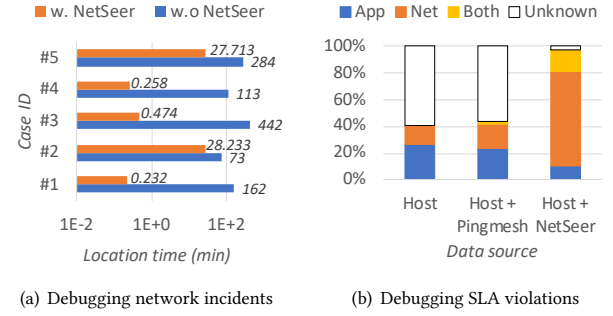 w. NetSeer w.o NetSeer
#5 27.713
284
#4 0.258
113
#3 0.474
442
#2 28.233
73
#1 0.232
162
Case ID
1E-2 1E+0 1E+2
Location time (min)
(a) Debugging network incidents
App Net Both Unknown
100%
80%
60%
40%
20%
0%
Host Host + Pingmesh Host + NetSeer
Data source
(b) Debugging SLA violations